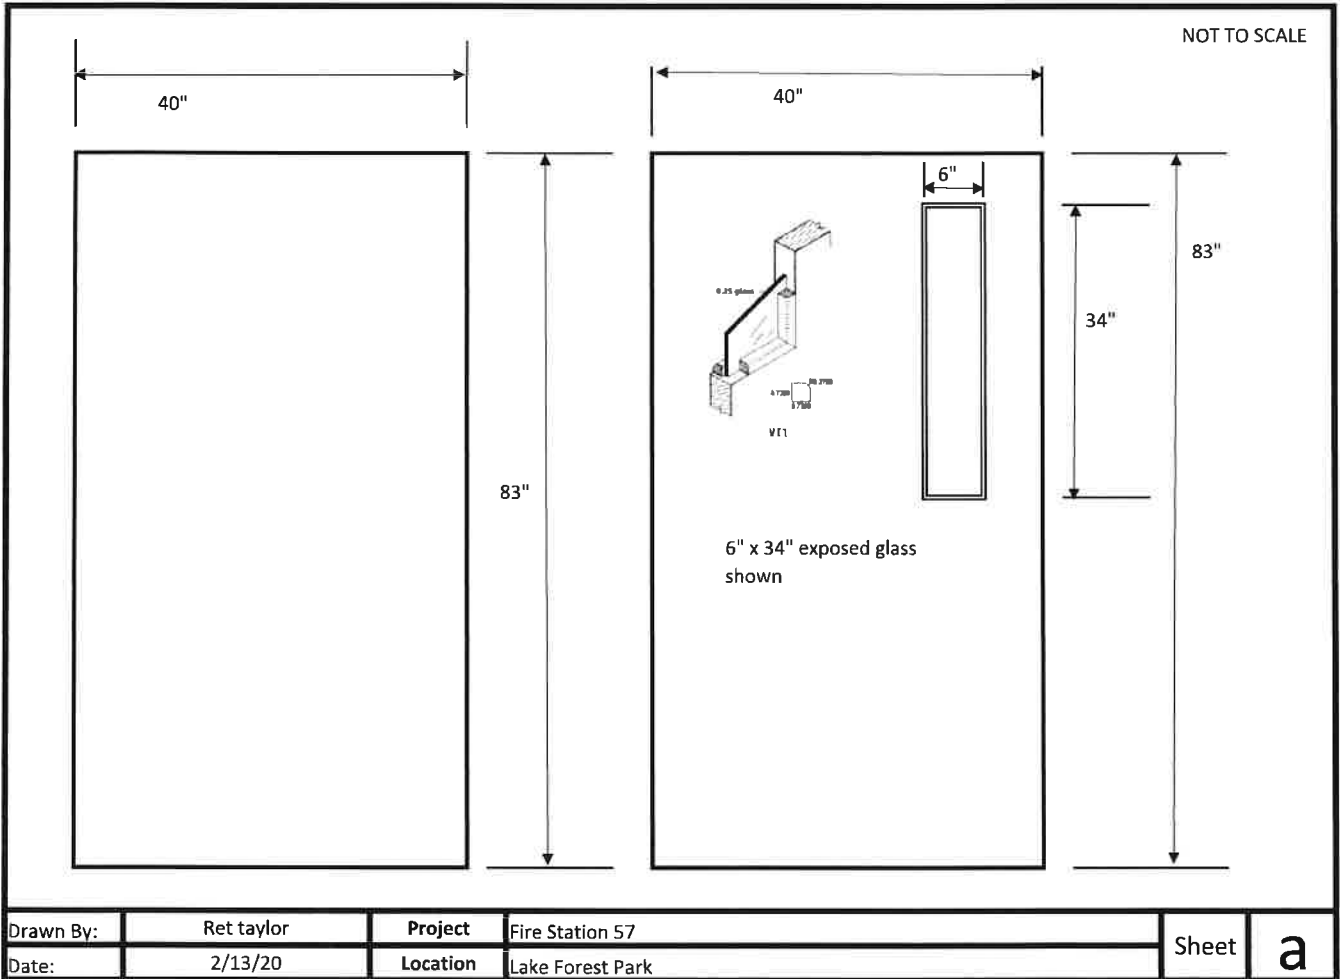 NOT TO SCALE
40"
40"
6"
83"
34"
83"
0.25 glass
VT1
6" x 34" exposed glass
shown
Drawn By:
Ret taylor
Project
Fire Station 57
Date:
2/13/20
Location
Lake Forest Park
Sheet
a